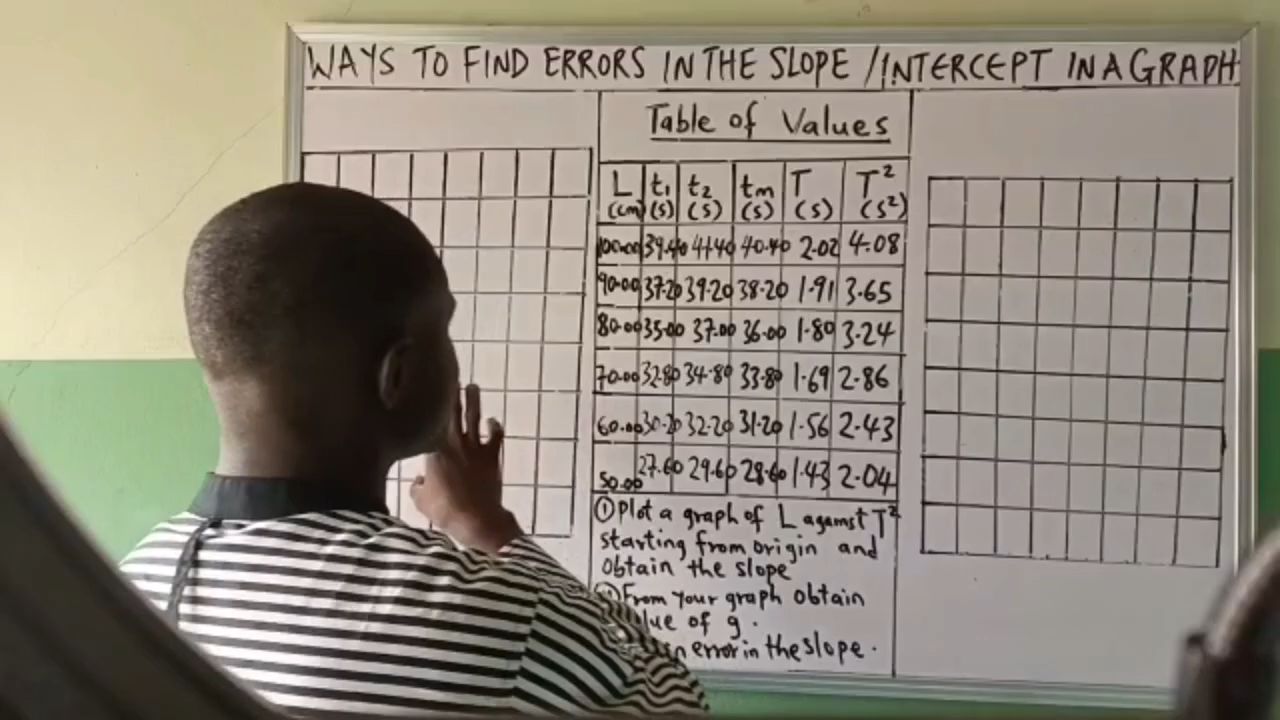 WAYS TO FIND ERRORS IN THE SLOPE / INTERCEPT IN A GRAPH
Table of Values
L t₁ t₂ tm T T²
(cm) (s) (s) (s) (s) (s²)
100.00 39.40 41.40 40.40 2.02 4.08
90.00 37.20 39.20 38.20 1.91 3.65
80.00 35.00 37.00 36.00 1.80 3.24
70.00 32.80 34.80 33.80 1.69 2.86
60.00 30.20 32.20 31.20 1.56 2.43
50.00 27.60 29.60 28.60 1.43 2.04
① Plot a graph of L against T²
starting from origin and
obtain the slope
From your graph obtain
of g.
error in the slope.